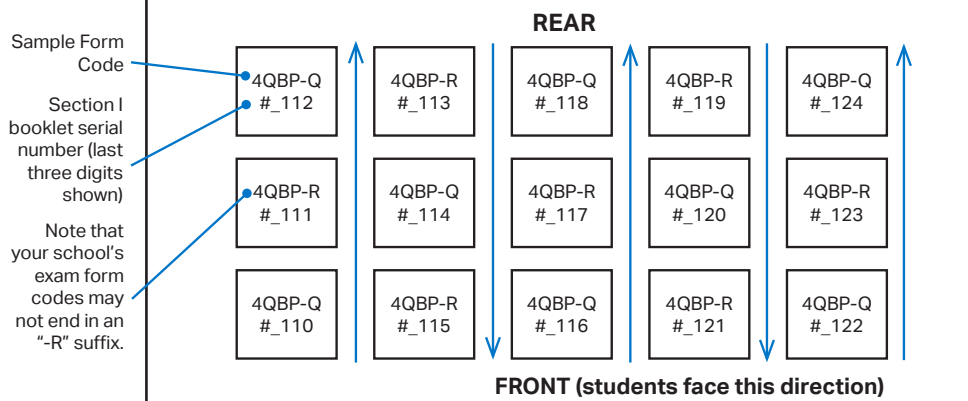 REAR
Sample Form
Code
Section I
booklet serial
number (last
three digits
shown)
Note that
your school's
exam form
codes may
not end in an
“-R” suffix.
4QBP-Q
#_112
4QBP-R
#_113
4QBP-Q
#_118
4QBP-R
#_119
4QBP-Q
#_124
4QBP-R
#_111
4QBP-Q
#_114
4QBP-R
#_117
4QBP-Q
#_120
4QBP-R
#_123
4QBP-Q
#_110
4QBP-R
#_115
4QBP-Q
#_116
4QBP-R
#_121
4QBP-Q
#_122
FRONT (students face this direction)